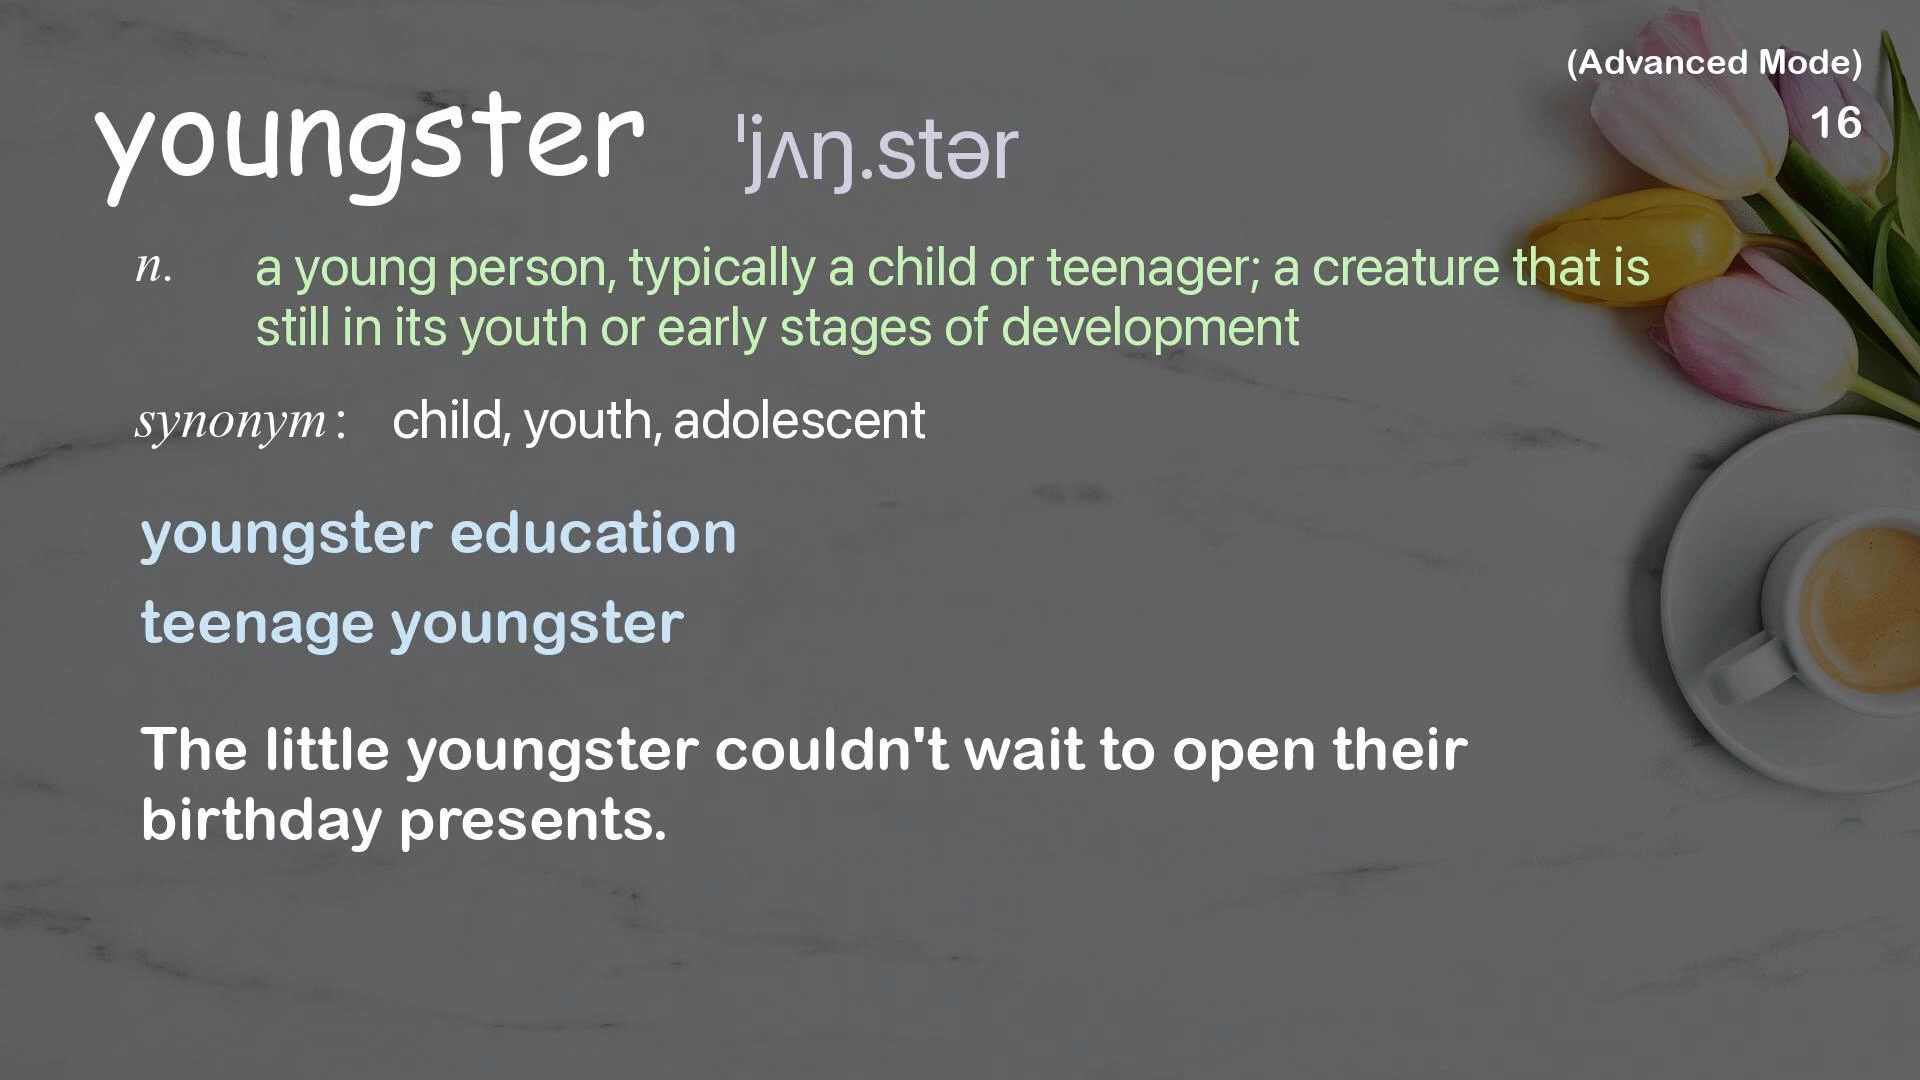 (Advanced Mode)
16
youngster ˈjʌŋ.stər
n. a young person, typically a child or teenager; a creature that is
still in its youth or early stages of development
synonym: child, youth, adolescent
youngster education
teenage youngster
The little youngster couldn't wait to open their
birthday presents.